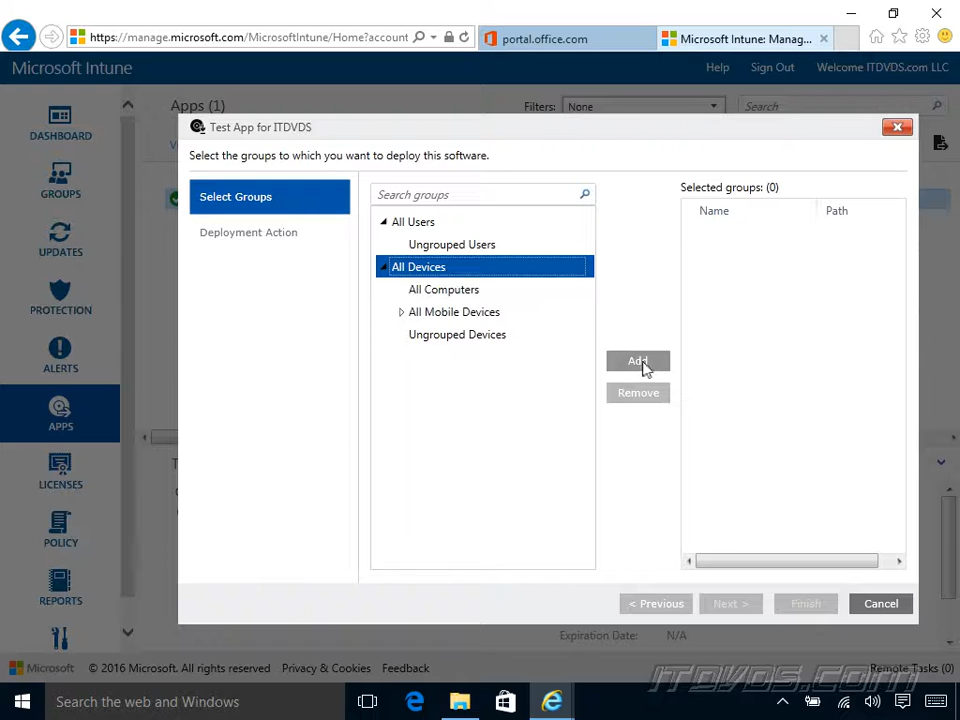 https://manage.microsoft.com/MicrosoftIntune/Home?account
portal.office.com
Microsoft Intune: Manag...
Microsoft Intune
Help
Sign Out
Welcome ITDVDS.com LLC
DASHBOARD
GROUPS
UPDATES
PROTECTION
ALERTS
APPS
LICENSES
POLICY
REPORTS
Apps (1)
Filters:
None
Search
Test App for ITDVDS
Select the groups to which you want to deploy this software.
Select Groups
Deployment Action
Search groups
All Users
Ungrouped Users
All Devices
All Computers
All Mobile Devices
Ungrouped Devices
Add
Remove
Selected groups: (0)
Name
Path
< Previous
Next >
Finish
Cancel
Expiration Date:
N/A
Microsoft
© 2016 Microsoft. All rights reserved
Privacy & Cookies
Feedback
Remote Tasks (0)
ITDVDS.com
Search the web and Windows